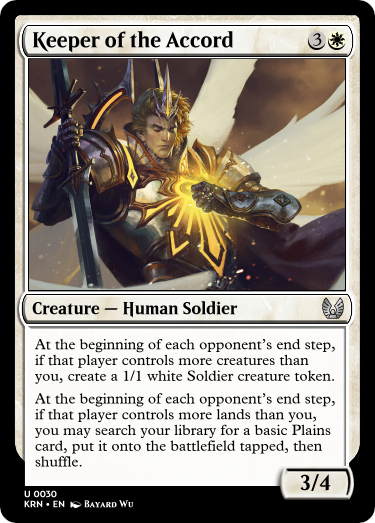 Keeper of the Accord 3
Creature — Human Soldier
At the beginning of each opponent's end step,
if that player controls more creatures than
you, create a 1/1 white Soldier creature token.
At the beginning of each opponent's end step,
if that player controls more lands than you,
you may search your library for a basic Plains
card, put it onto the battlefield tapped, then
shuffle.
3/4
U 0030
KRN • EN Bayard Wu